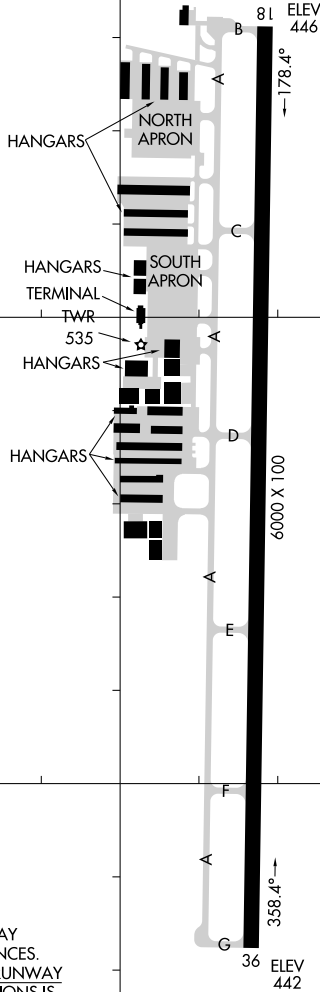 ELEV
446
B
18
A
178.4°
NORTH
APRON
HANGARS
C
HANGARS
SOUTH
APRON
TERMINAL
TWR
535
A
HANGARS
D
HANGARS
6000 X 100
A
E
F
A
358.4°
G
36
ELEV
442
AY
NCES.
UNWAY
IONS IS